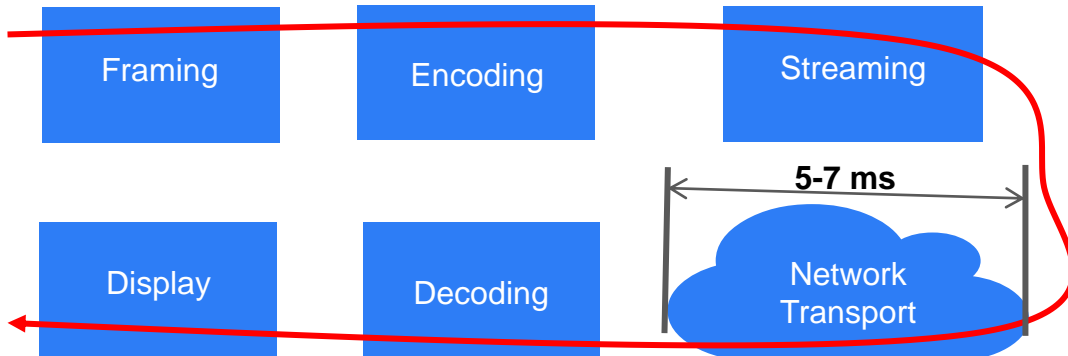 Framing
Encoding
Streaming
5-7 ms
Display
Decoding
Network
Transport